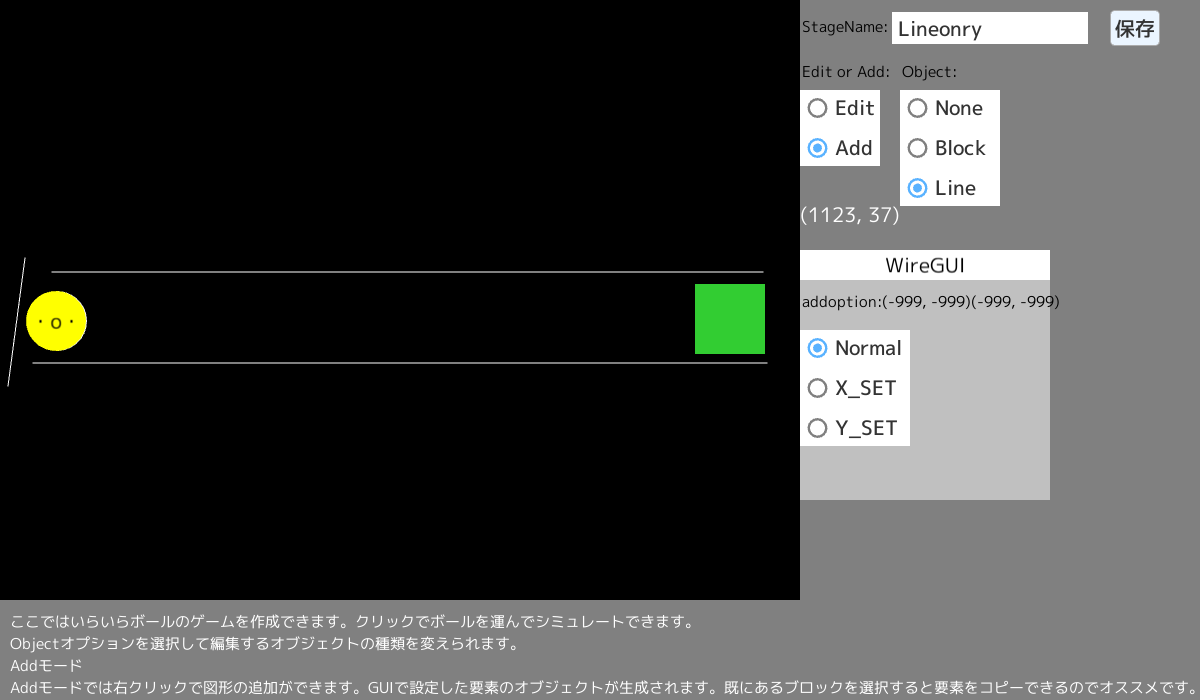 StageName: Lineonry 保存
Edit or Add: Object:
Edit None
Add Block
Line
(1123, 37)
WireGUI
addoption:(-999, -999)(-999, -999)
・o・
Normal
X_SET
Y_SET
ここではいらいらボールのゲームを作成できます。クリックでボールを運んでシミュレートできます。
Objectオプションを選択して編集するオブジェクトの種類を変えられます。
Addモード
Addモードでは右クリックで図形の追加ができます。GUIで設定した要素のオブジェクトが生成されます。既にあるブロックを選択すると要素をコピーできるのでオススメです。